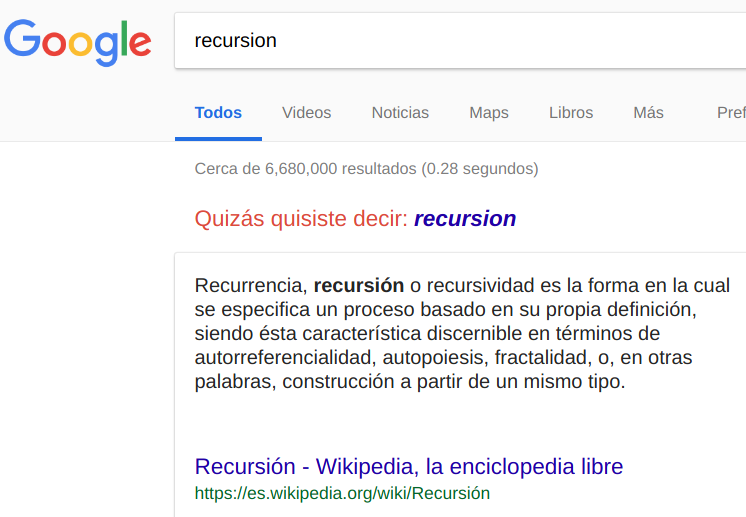 Google
recursion
Todos Videos Noticias Maps Libros Más Pref
Cerca de 6,680,000 resultados (0.28 segundos)
Quizás quisiste decir: recursion
Recurrencia, recursión o recursividad es la forma en la cual
se especifica un proceso basado en su propia definición,
siendo ésta característica discernible en términos de
autorreferencialidad, autopoiesis, fractalidad, o, en otras
palabras, construcción a partir de un mismo tipo.
Recursión - Wikipedia, la enciclopedia libre
https://es.wikipedia.org/wiki/Recursión